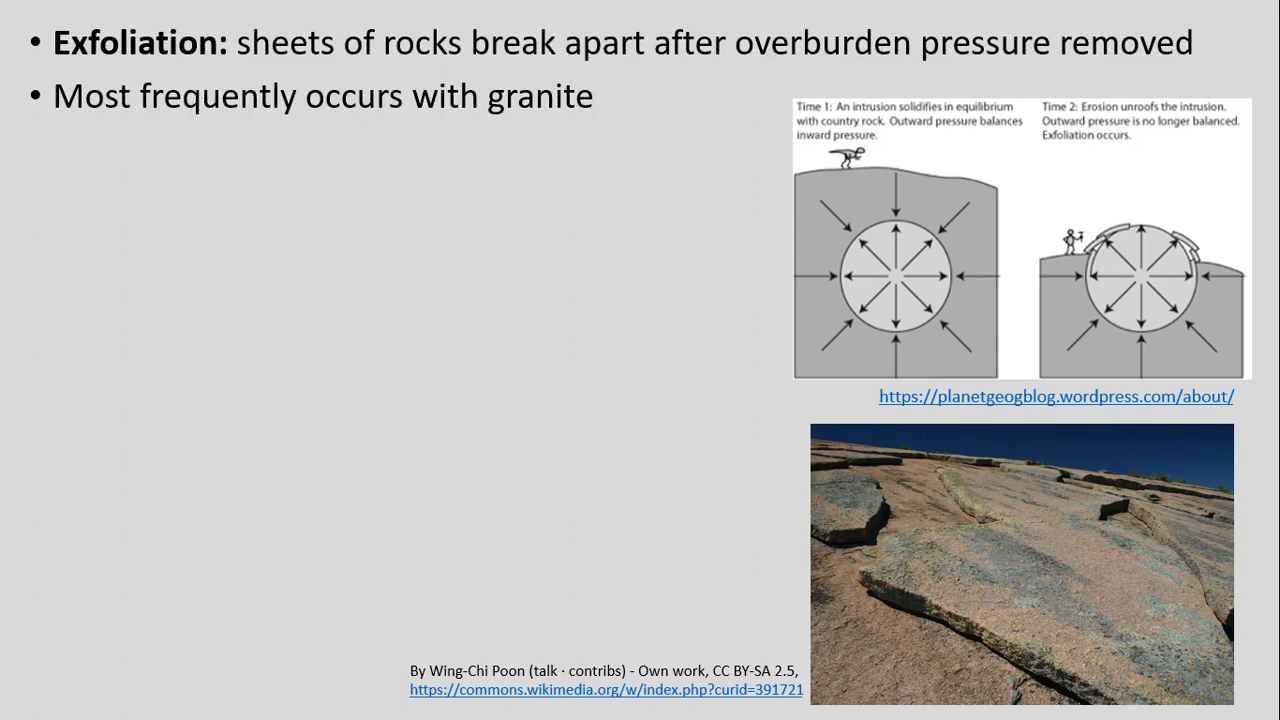 • Exfoliation: sheets of rocks break apart after overburden pressure removed
• Most frequently occurs with granite
Time 1: An intrusion solidifies in equilibrium
with country rock. Outward pressure balances
inward pressure.
Time 2: Erosion unroofs the intrusion.
Outward pressure is no longer balanced.
Exfoliation occurs.
https://planetgeogblog.wordpress.com/about/
By Wing-Chi Poon (talk · contribs) - Own work, CC BY-SA 2.5,
https://commons.wikimedia.org/w/index.php?curid=391721